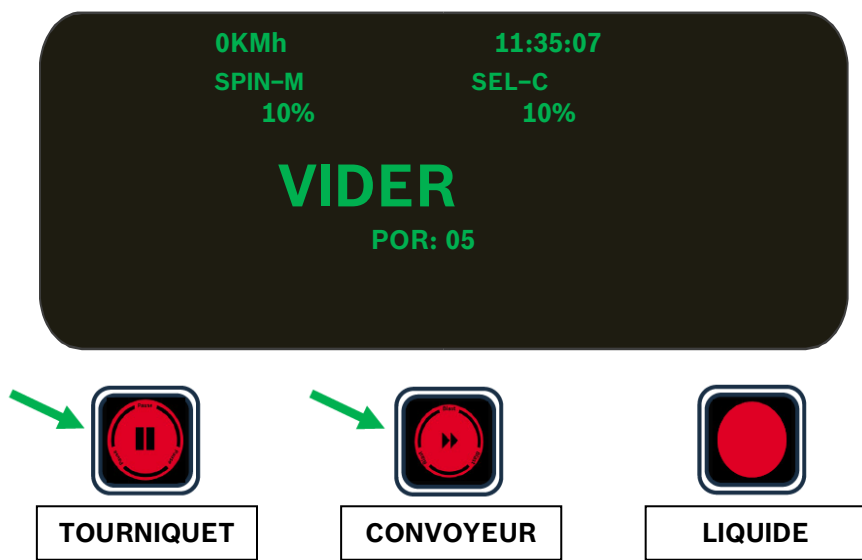 0KMh 11:35:07
SPIN–M SEL–C
10% 10%
VIDER
POR: 05
TOURNIQUET CONVOYEUR LIQUIDE